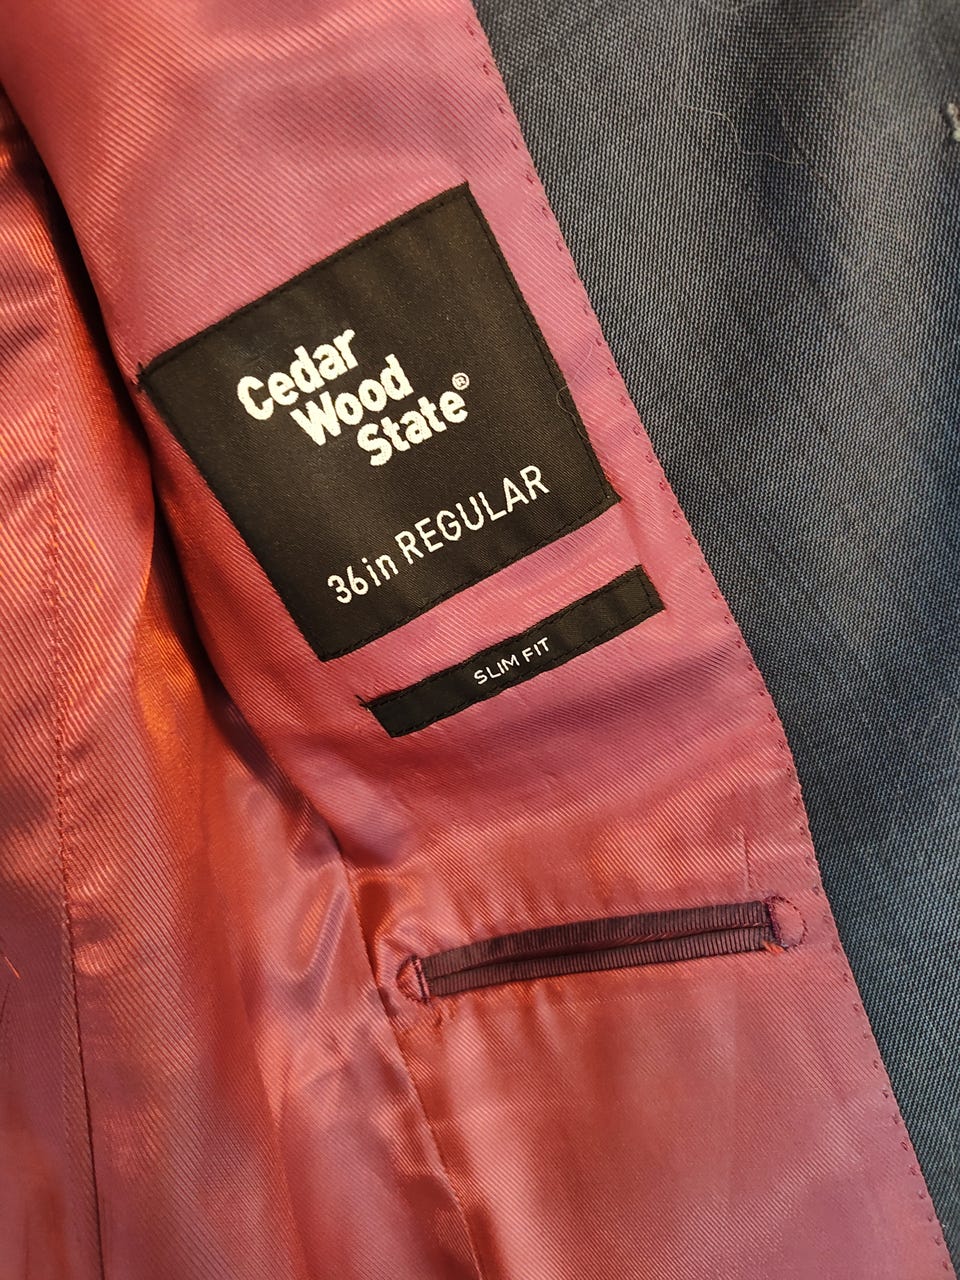 Cedar
Wood
State®
36in REGULAR
SLIM FIT